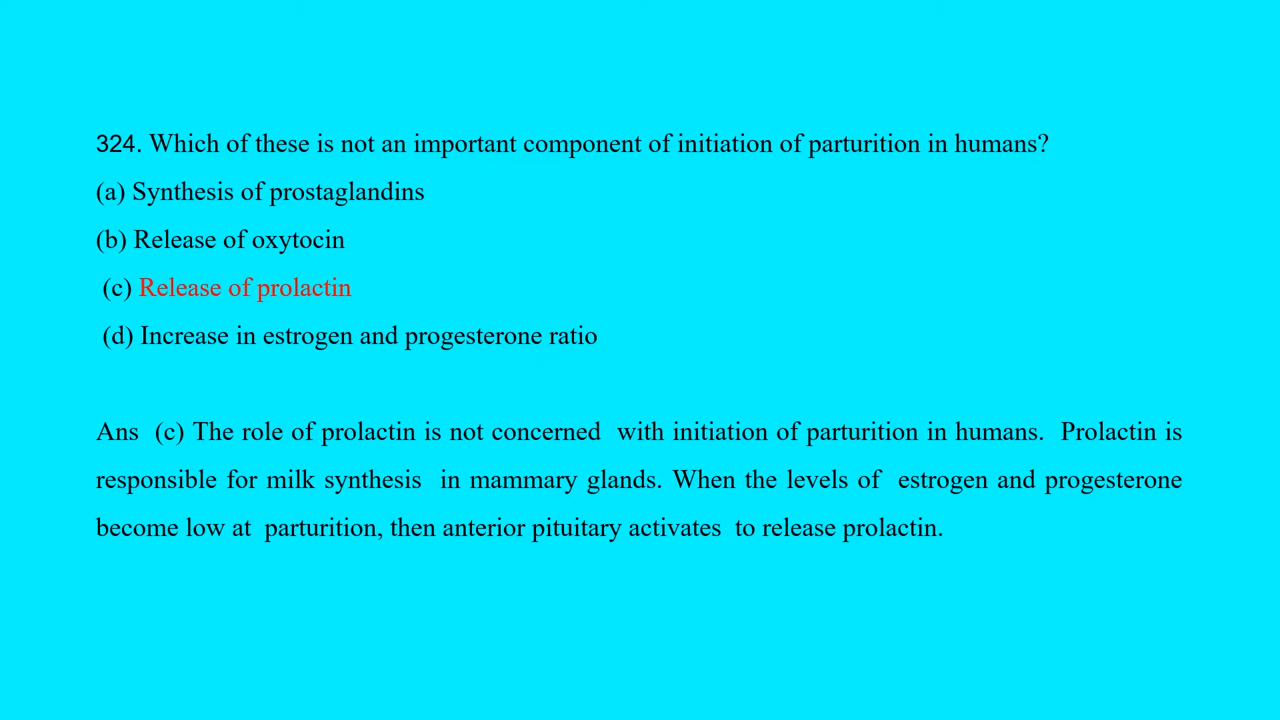 324. Which of these is not an important component of initiation of parturition in humans?
(a) Synthesis of prostaglandins
(b) Release of oxytocin
(c) Release of prolactin
(d) Increase in estrogen and progesterone ratio
Ans (c) The role of prolactin is not concerned with initiation of parturition in humans. Prolactin is
responsible for milk synthesis in mammary glands. When the levels of estrogen and progesterone
become low at parturition, then anterior pituitary activates to release prolactin.